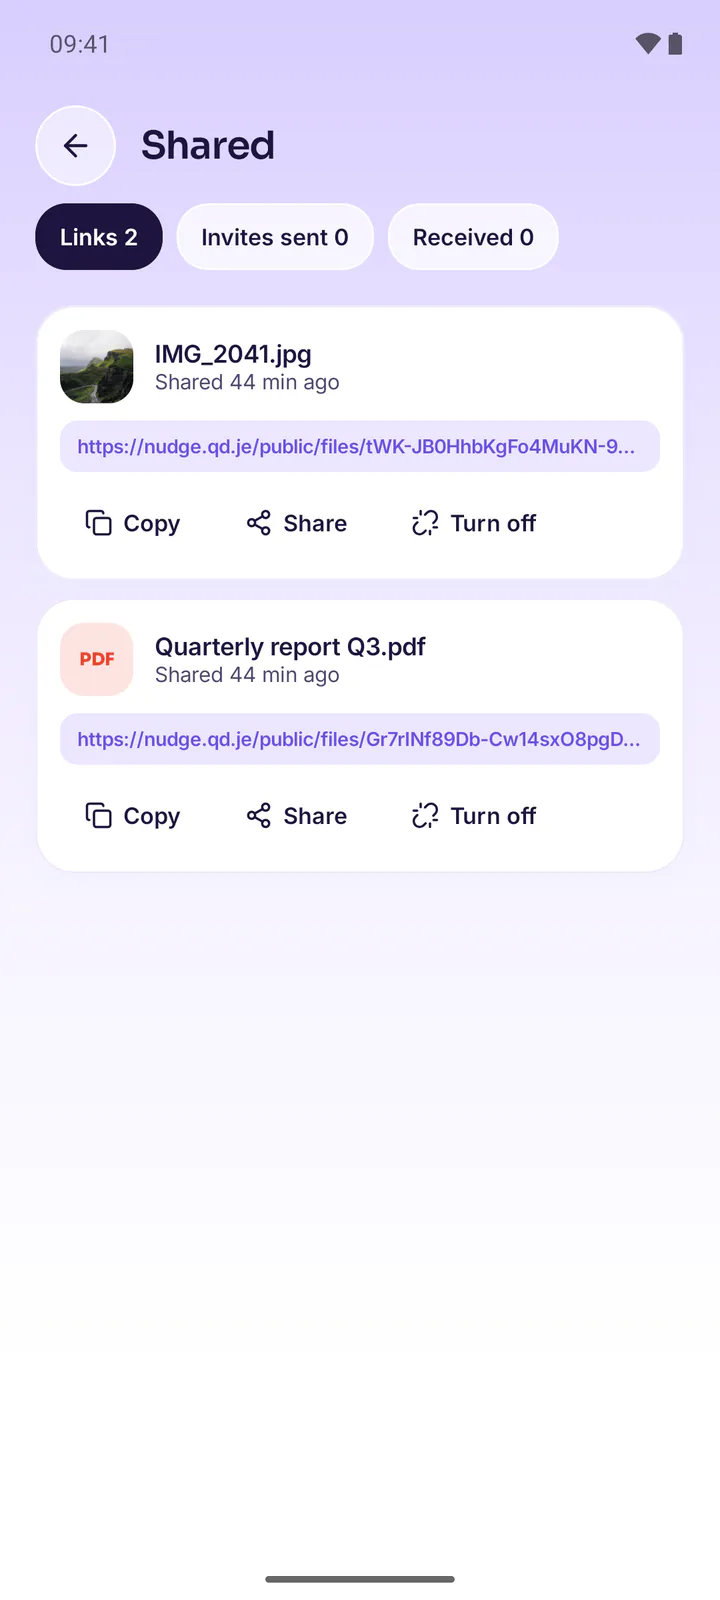 09:41
Shared
Links 2
Invites sent 0
Received 0
IMG_2041.jpg
Shared 44 min ago
https://nudge.qd.je/public/files/tWK-JB0HhbKgFo4MuKN-9...
Copy
Share
Turn off
PDF
Quarterly report Q3.pdf
Shared 44 min ago
https://nudge.qd.je/public/files/Gr7rINf89Db-Cw14sxO8pgD...
Copy
Share
Turn off